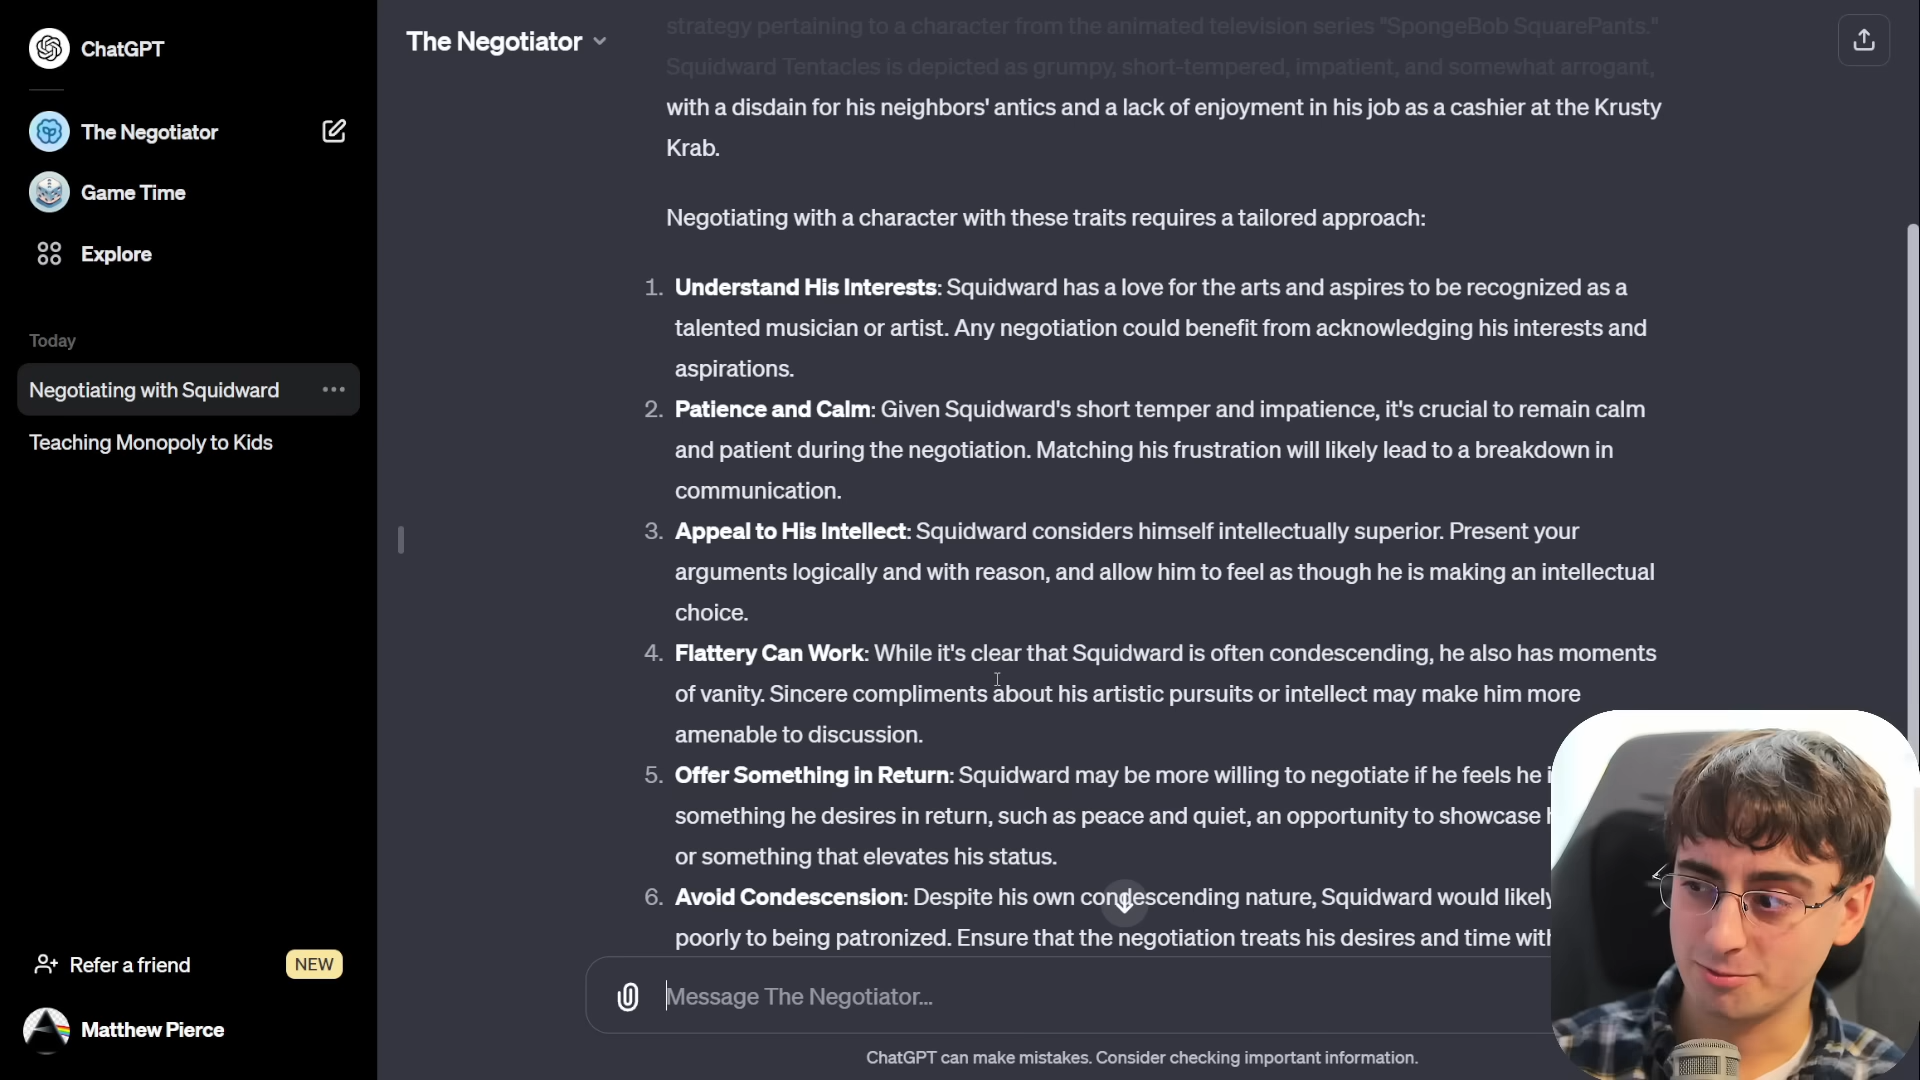 ChatGPT
The Negotiator
Game Time
Explore
Today
Negotiating with Squidward
Teaching Monopoly to Kids
Refer a friend
NEW
Matthew Pierce
The Negotiator
strategy pertaining to a character from the animated television series "SpongeBob SquarePants."
Squidward Tentacles is depicted as grumpy, short-tempered, impatient, and somewhat arrogant,
with a disdain for his neighbors' antics and a lack of enjoyment in his job as a cashier at the Krusty
Krab.
Negotiating with a character with these traits requires a tailored approach:
1. Understand His Interests: Squidward has a love for the arts and aspires to be recognized as a
talented musician or artist. Any negotiation could benefit from acknowledging his interests and
aspirations.
2. Patience and Calm: Given Squidward's short temper and impatience, it's crucial to remain calm
and patient during the negotiation. Matching his frustration will likely lead to a breakdown in
communication.
3. Appeal to His Intellect: Squidward considers himself intellectually superior. Present your
arguments logically and with reason, and allow him to feel as though he is making an intellectual
choice.
4. Flattery Can Work: While it's clear that Squidward is often condescending, he also has moments
of vanity. Sincere compliments about his artistic pursuits or intellect may make him more
amenable to discussion.
5. Offer Something in Return: Squidward may be more willing to negotiate if he feels he
something he desires in return, such as peace and quiet, an opportunity to showcase
or something that elevates his status.
6. Avoid Condescension: Despite his own condescending nature, Squidward would likely
poorly to being patronized. Ensure that the negotiation treats his desires and time
Message The Negotiator...
ChatGPT can make mistakes. Consider checking important information.